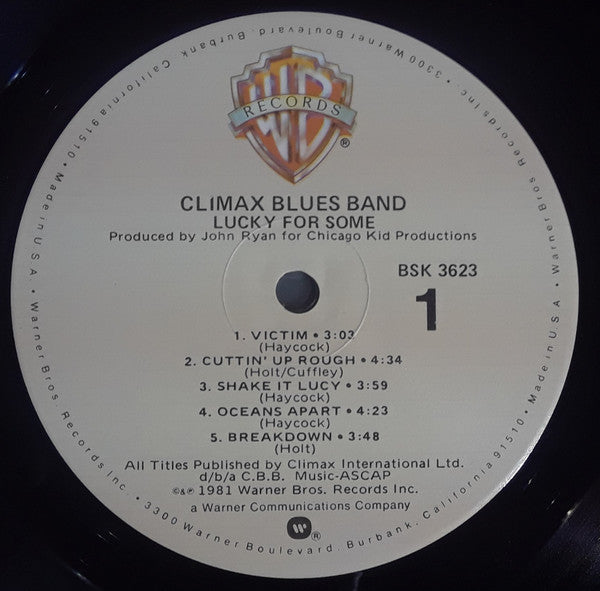 WB
RECORDS
®
CLIMAX BLUES BAND
LUCKY FOR SOME
Produced by John Ryan for Chicago Kid Productions
BSK 3623
1
1. VICTIM • 3:03
(Haycock)
2. CUTTIN' UP ROUGH • 4:34
(Holt/Cuffley)
3. SHAKE IT LUCY • 3:59
(Haycock)
4. OCEANS APART • 4:23
(Haycock)
5. BREAKDOWN • 3:48
(Holt)
All Titles Published by Climax International Ltd.
d/b/a C.B.B. Music-ASCAP
©&℗ 1981 Warner Bros. Records Inc.
a Warner Communications Company
W®
• 3300 Warner Boulevard, Burbank, California 91510 • Made in U.S.A. • Warner Bros. Records Inc. • 3300 Warner Boulevard, Burbank, California 91510 • Made in U.S.A. • Warner Bros. Records Inc.